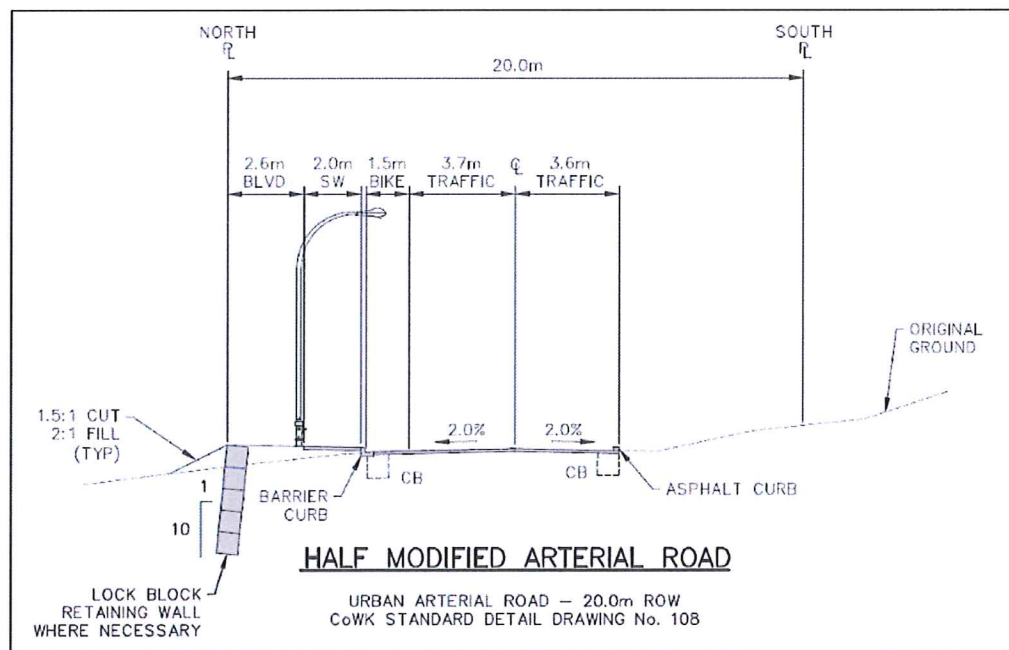 NORTH
SOUTH
PL
PL
20.0m
2.6m
BLVD
2.0m
SW
1.5m
BIKE
3.7m
TRAFFIC
CL
3.6m
TRAFFIC
ORIGINAL
GROUND
1.5:1 CUT
2:1 FILL
(TYP)
2.0%
2.0%
CB
CB
BARRIER
CURB
ASPHALT CURB
1
10
HALF MODIFIED ARTERIAL ROAD
LOCK BLOCK
RETAINING WALL
WHERE NECESSARY
URBAN ARTERIAL ROAD – 20.0m ROW
CoWK STANDARD DETAIL DRAWING No. 108